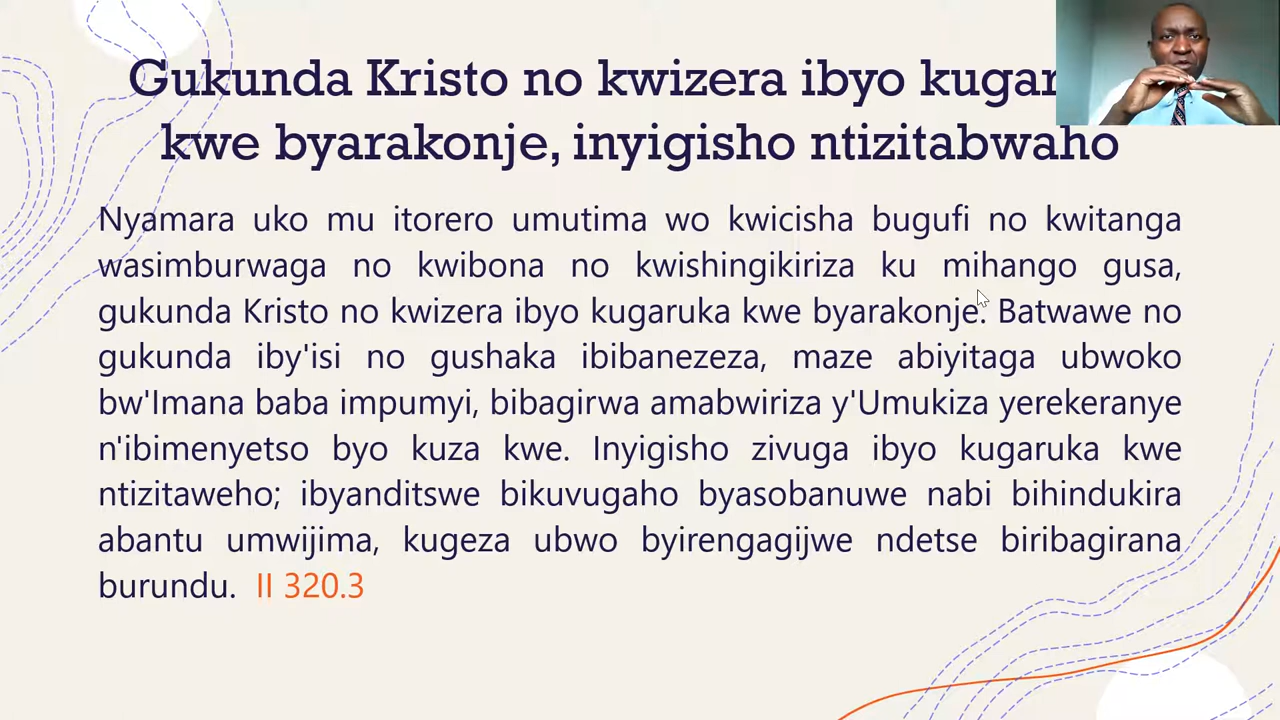 Gukunda Kristo no kwizera ibyo
kwe byarakonje, inyigisho ntizitabwaho
Nyamara uko mu itorero umutima wo kwicisha bugufi no kwitanga
wasimburwaga no kwibona no kwishingikiriza ku mihango gusa,
gukunda Kristo no kwizera ibyo kugaruka kwe byarakonje. Batwawe no
gukunda iby'isi no gushaka ibibanezeza, maze abiyitaga ubwoko
bw'Imana baba impumyi, bibagirwa amabwiriza y'Umukiza yerekeranye
n'ibimenyetso byo kuza kwe. Inyigisho zivuga ibyo kugaruka kwe
ntizitaweho; ibyanditswe bikuvugaho byasobanuwe nabi bihindukira
abantu umwijima, kugeza ubwo byirengagijwe ndetse biribagirana
burundu. II 320.3